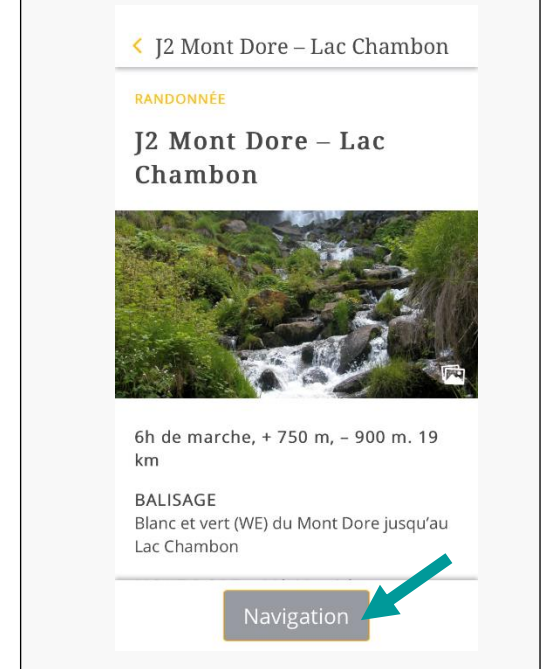 J2 Mont Dore – Lac Chambon
RANDONNÉE
J2 Mont Dore – Lac
Chambon
6h de marche, + 750 m, – 900 m. 19
km
BALISAGE
Blanc et vert (WE) du Mont Dore jusqu’au
Lac Chambon
Navigation